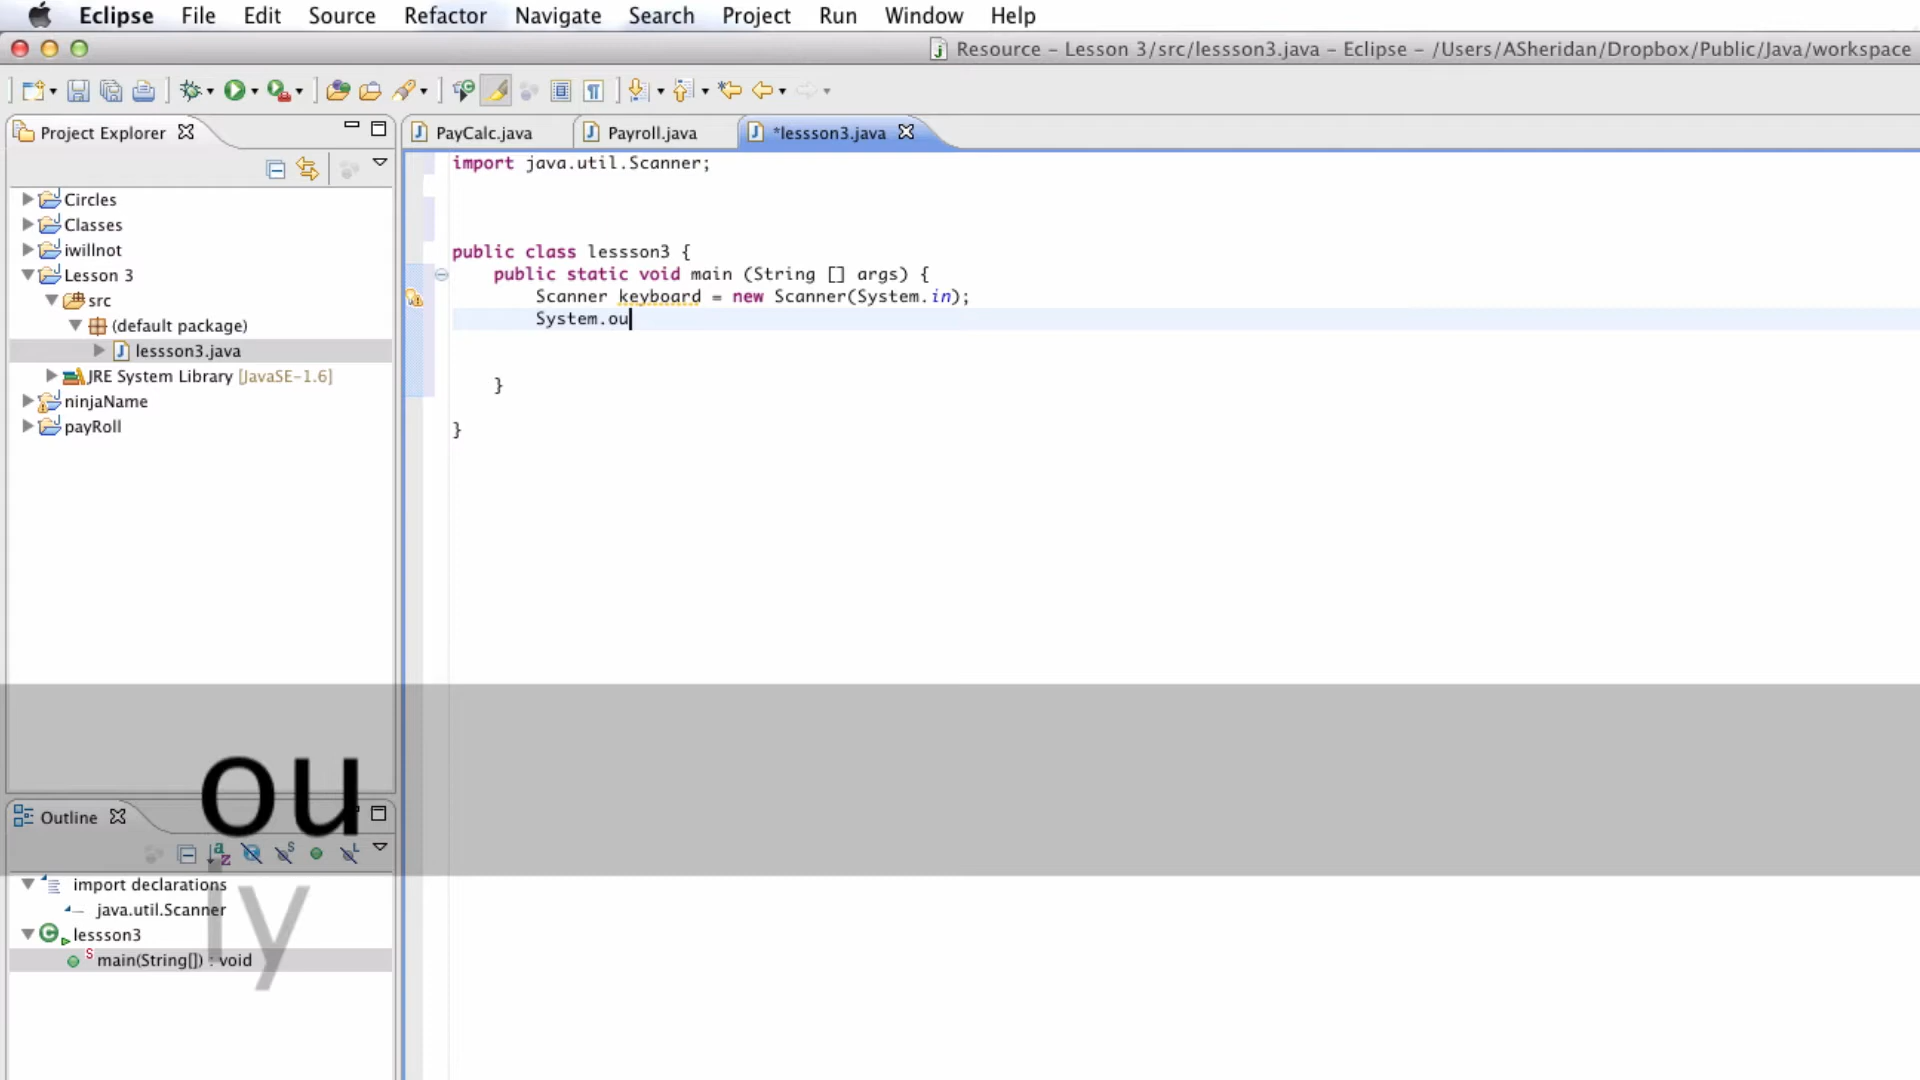 Eclipse File Edit Source Refactor Navigate Search Project Run Window Help
Resource – Lesson 3/src/lessson3.java – Eclipse – /Users/ASheridan/Dropbox/Public/Java/workspace
Project Explorer
PayCalc.java Payroll.java *lessson3.java
Circles
Classes
iwillnot
Lesson 3
src
(default package)
lessson3.java
JRE System Library [JavaSE-1.6]
ninjaName
payRoll
import java.util.Scanner;
public class lessson3 {
public static void main (String [] args) {
Scanner keyboard = new Scanner(System.in);
System.ou
}
}
ou
iy
Outline
import declarations
java.util.Scanner
lessson3
main(String[]) : void